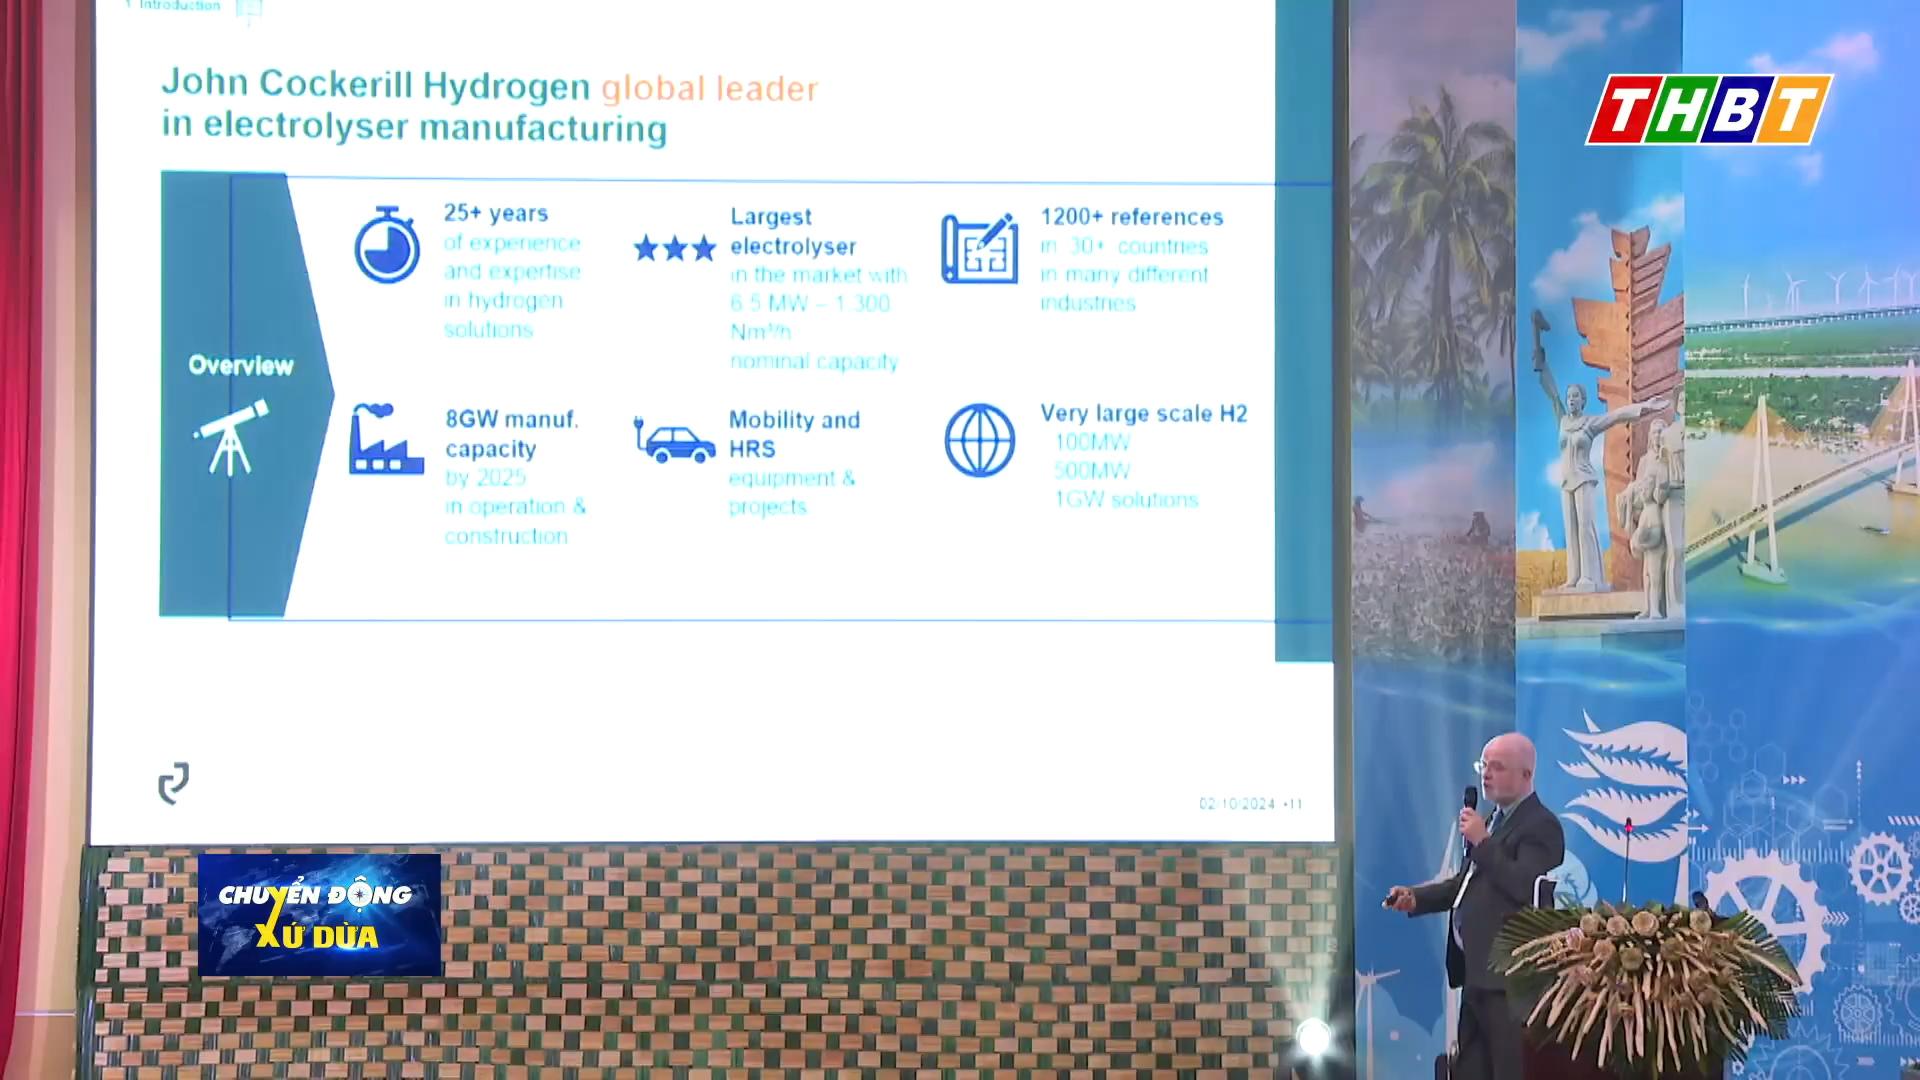 1 Introduction
THBT
John Cockerill Hydrogen global leader
in electrolyser manufacturing
Overview
25+ years
of experience
and expertise
in hydrogen
solutions
Largest
electrolyser
in the market with
6.5 MW – 1.300
Nm³/h
nominal capacity
1200+ references
in 30+ countries
in many different
industries
8GW manuf.
capacity
by 2025
in operation &
construction
Mobility and
HRS
equipment &
projects
Very large scale H2
100MW
500MW
1GW solutions
02/10/2024 •11
CHUYỂN ĐỘNG
XỨ DỪA